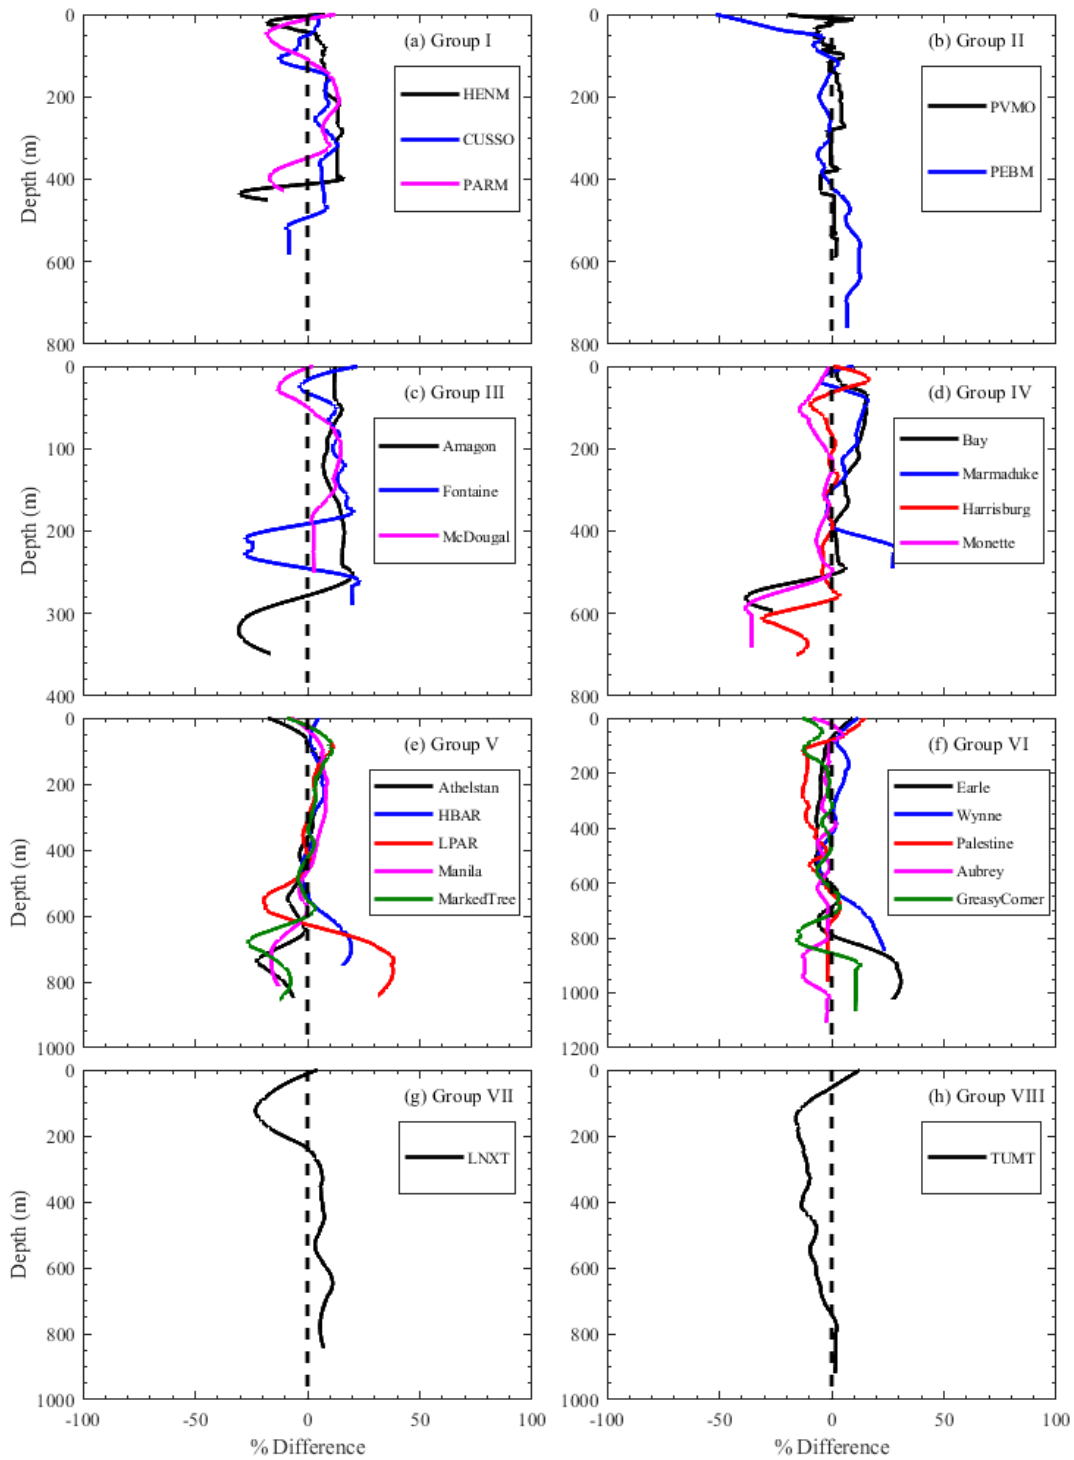 (a) Group I
HENM
CUSSO
PARM
0
200
400
600
800
Depth (m)
(b) Group II
PVMO
PEBM
0
200
400
600
800
(c) Group III
Amagon
Fontaine
McDougal
0
100
200
300
400
Depth (m)
(d) Group IV
Bay
Marmaduke
Harrisburg
Monette
0
200
400
600
800
(e) Group V
Athelstan
HBAR
LPAR
Manila
MarkedTree
0
200
400
600
800
1000
Depth (m)
(f) Group VI
Earle
Wynne
Palestine
Aubrey
GreasyCorner
0
200
400
600
800
1000
1200
(g) Group VII
LNXT
0
200
400
600
800
1000
Depth (m)
-100 -50 0 50 100
% Difference
(h) Group VIII
TUMT
0
200
400
600
800
1000
-100 -50 0 50 100
% Difference